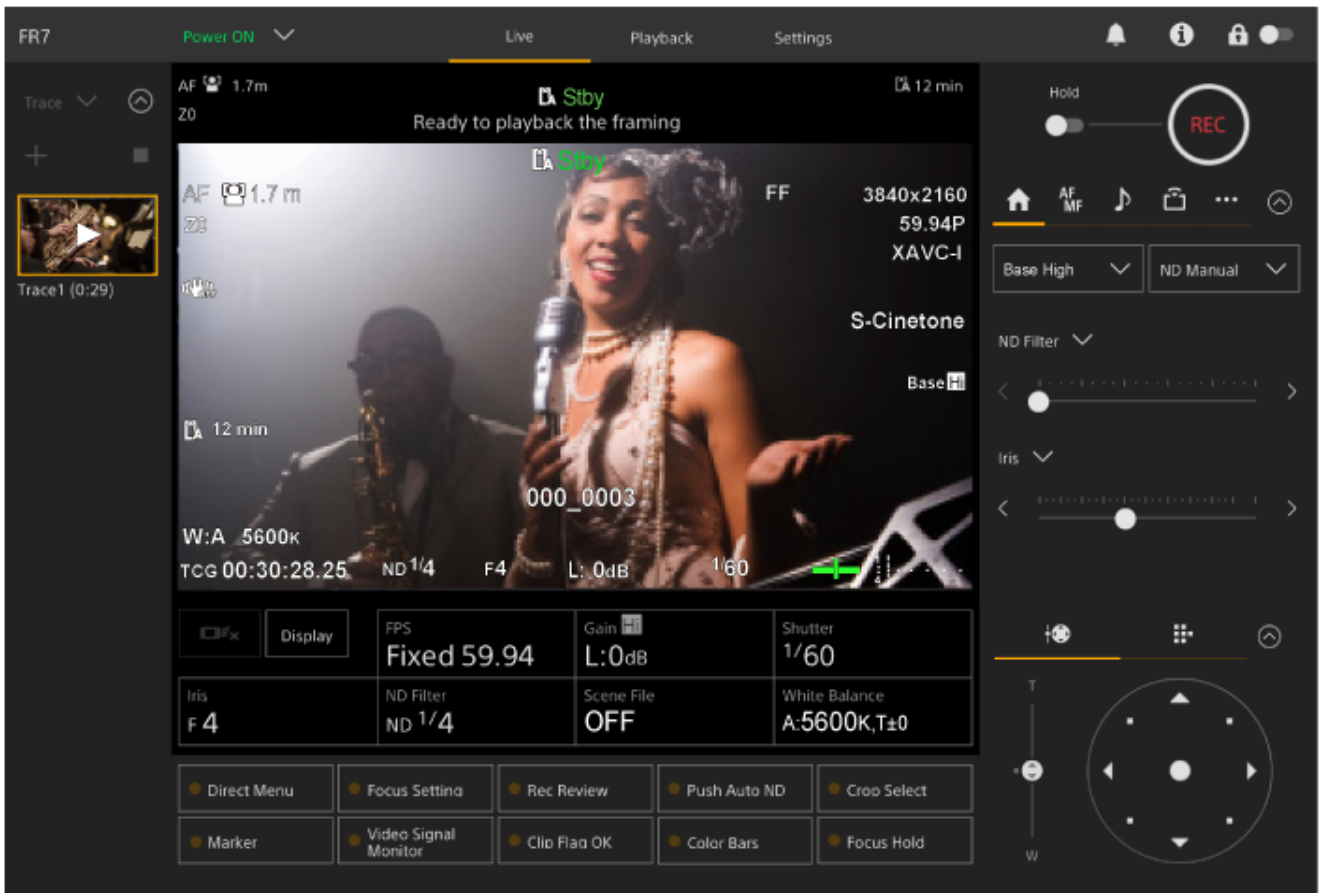 FR7
Power ON
Live
Playback
Settings
Trace
Trace1 (0:29)
AF 1.7m
Z0
Stby
12 min
Ready to playback the framing
Stby
AF 1.7 m
Z0
FF
3840x2160
59.94P
XAVC-I
S-Cinetone
Base Hi
12 min
000_0003
W:A 5600K
TCG 00:30:28.25
ND 1/4
F4
L: 0dB
1/60
Display
FPS
Fixed 59.94
Gain Hi
L:0dB
Shutter
1/60
Iris
F 4
ND Filter
ND 1/4
Scene File
OFF
White Balance
A:5600K,T±0
Direct Menu
Focus Setting
Rec Review
Push Auto ND
Crop Select
Marker
Video Signal
Monitor
Clip Flag OK
Color Bars
Focus Hold
Hold
REC
AF
MF
Base High
ND Manual
ND Filter
Iris
T
W